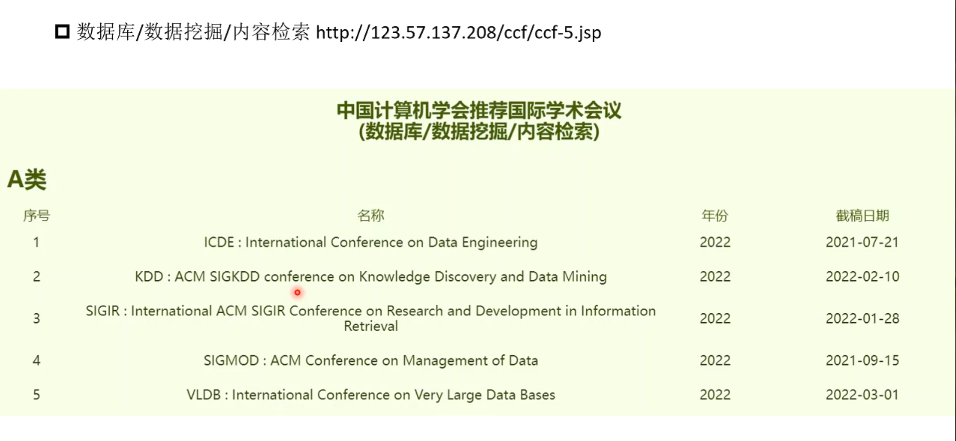 数据库/数据挖掘/内容检索 http://123.57.137.208/ccf/ccf-5.jsp
中国计算机学会推荐国际学术会议
(数据库/数据挖掘/内容检索)
A类
序号 名称 年份 截稿日期
1 ICDE : International Conference on Data Engineering 2022 2021-07-21
2 KDD : ACM SIGKDD conference on Knowledge Discovery and Data Mining 2022 2022-02-10
3 SIGIR : International ACM SIGIR Conference on Research and Development in Information 2022 2022-01-28
Retrieval
4 SIGMOD : ACM Conference on Management of Data 2022 2021-09-15
5 VLDB : International Conference on Very Large Data Bases 2022 2022-03-01